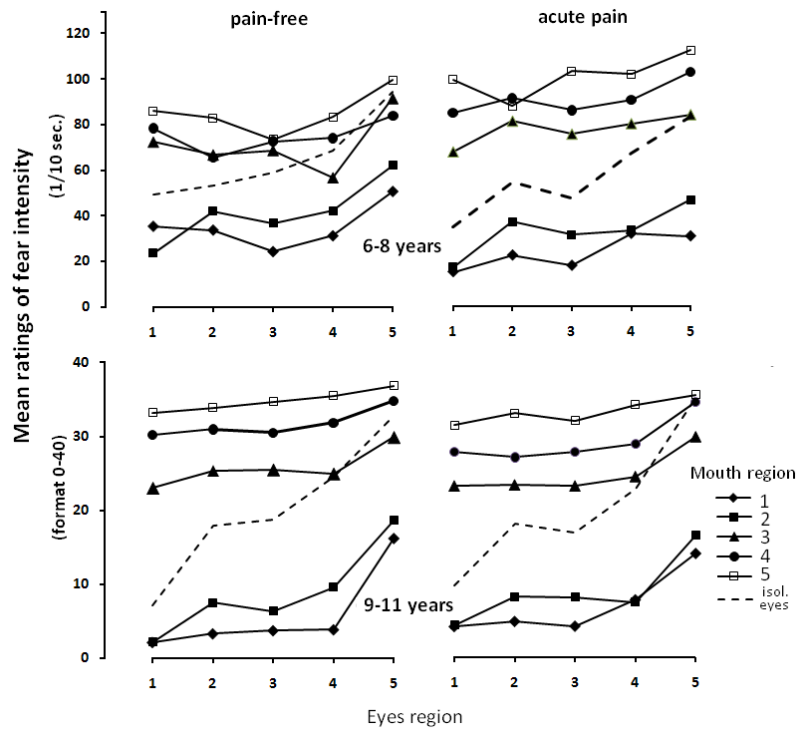 pain-free
acute pain
Mean ratings of fear intensity
(1/10 sec.)
120
100
80
60
40
20
0
6-8 years
1 2 3 4 5
1 2 3 4 5
(format 0-40)
40
30
20
10
0
9-11 years
1 2 3 4 5
1 2 3 4 5
Eyes region
Mouth region
1
2
3
4
5
isol.
eyes